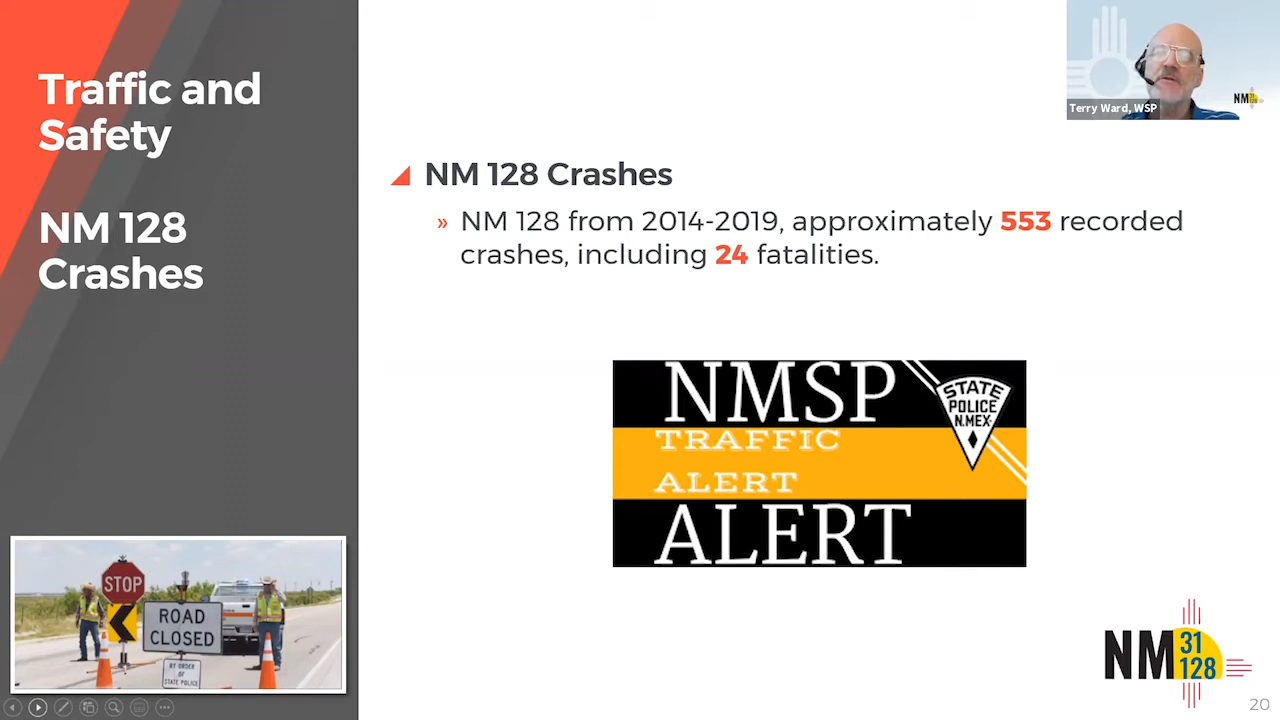 Traffic and
Safety
NM 128
Crashes
Terry Ward, WSP
NM 31
128
NM 128 Crashes
» NM 128 from 2014-2019, approximately 553 recorded
crashes, including 24 fatalities.
NMSP
TRAFFIC
ALERT
ALERT
STATE
POLICE
N.MEX.
STOP
ROAD
CLOSED
BY ORDER
OF
STATE POLICE
NM 31
128
20